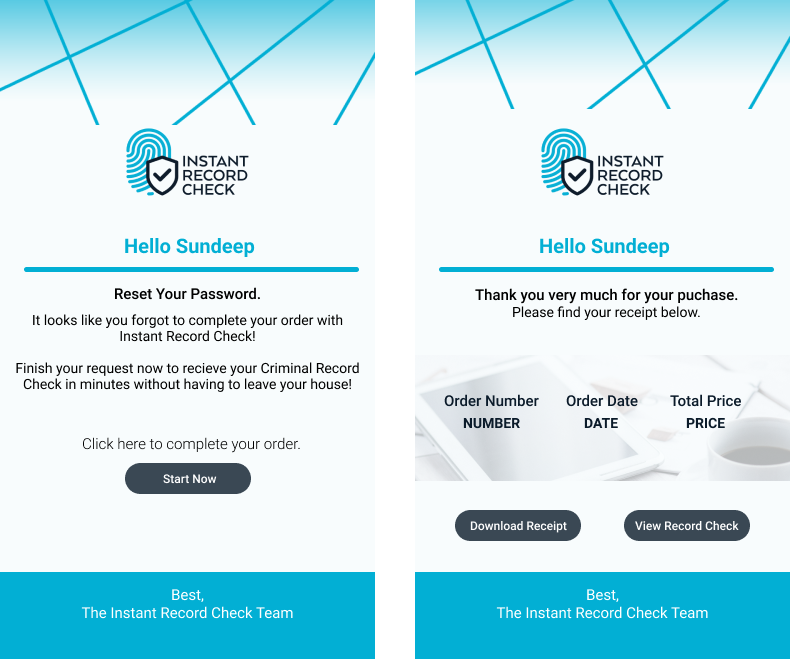 INSTANT
RECORD
CHECK
Hello Sundeep
Reset Your Password.
It looks like you forgot to complete your order with
Instant Record Check!
Finish your request now to recieve your Criminal Record
Check in minutes without having to leave your house!
Click here to complete your order.
Start Now
Best,
The Instant Record Check Team
INSTANT
RECORD
CHECK
Hello Sundeep
Thank you very much for your puchase.
Please find your receipt below.
Order Number Order Date Total Price
NUMBER DATE PRICE
Download Receipt View Record Check
Best,
The Instant Record Check Team